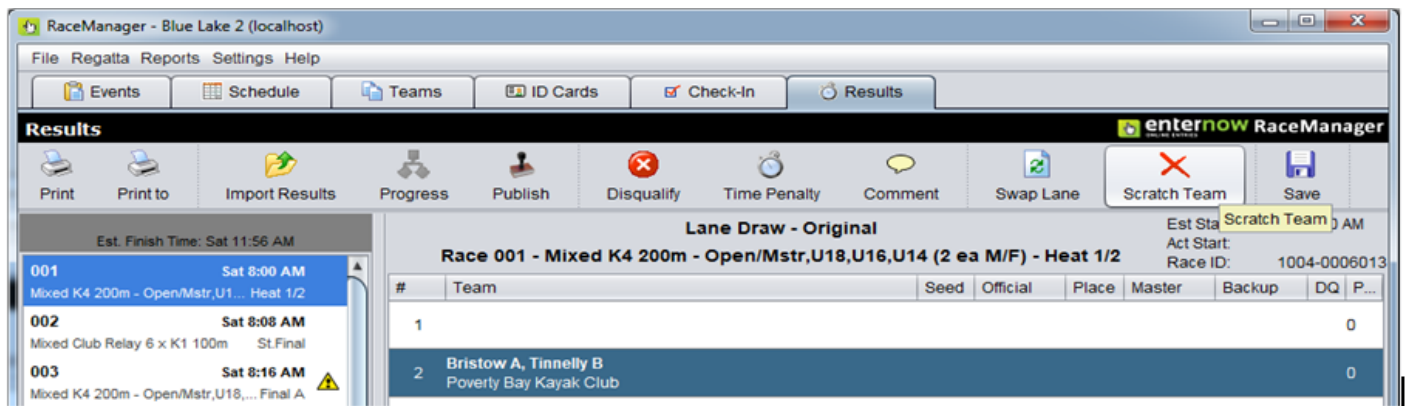 RaceManager - Blue Lake 2 (localhost)
File Regatta Reports Settings Help
Events Schedule Teams ID Cards Check-In Results
Results enternow RaceManager
ONLINE ENTRIES
Print Print to Import Results Progress Publish Disqualify Time Penalty Comment Swap Lane Scratch Team Save
Scratch Team
Est. Finish Time: Sat 11:56 AM
Lane Draw - Original
Race 001 - Mixed K4 200m - Open/Mstr,U18,U16,U14 (2 ea M/F) - Heat 1/2
Est Sta AM
Act Start:
Race ID: 1004-0006013
001 Sat 8:00 AM
Mixed K4 200m - Open/Mstr,U1... Heat 1/2
002 Sat 8:08 AM
Mixed Club Relay 6 x K1 100m St.Final
003 Sat 8:16 AM
Mixed K4 200m - Open/Mstr,U18,... Final A
# Team Seed Official Place Master Backup DQ P...
1 0
2 Bristow A, Tinnelly B 0
Poverty Bay Kayak Club